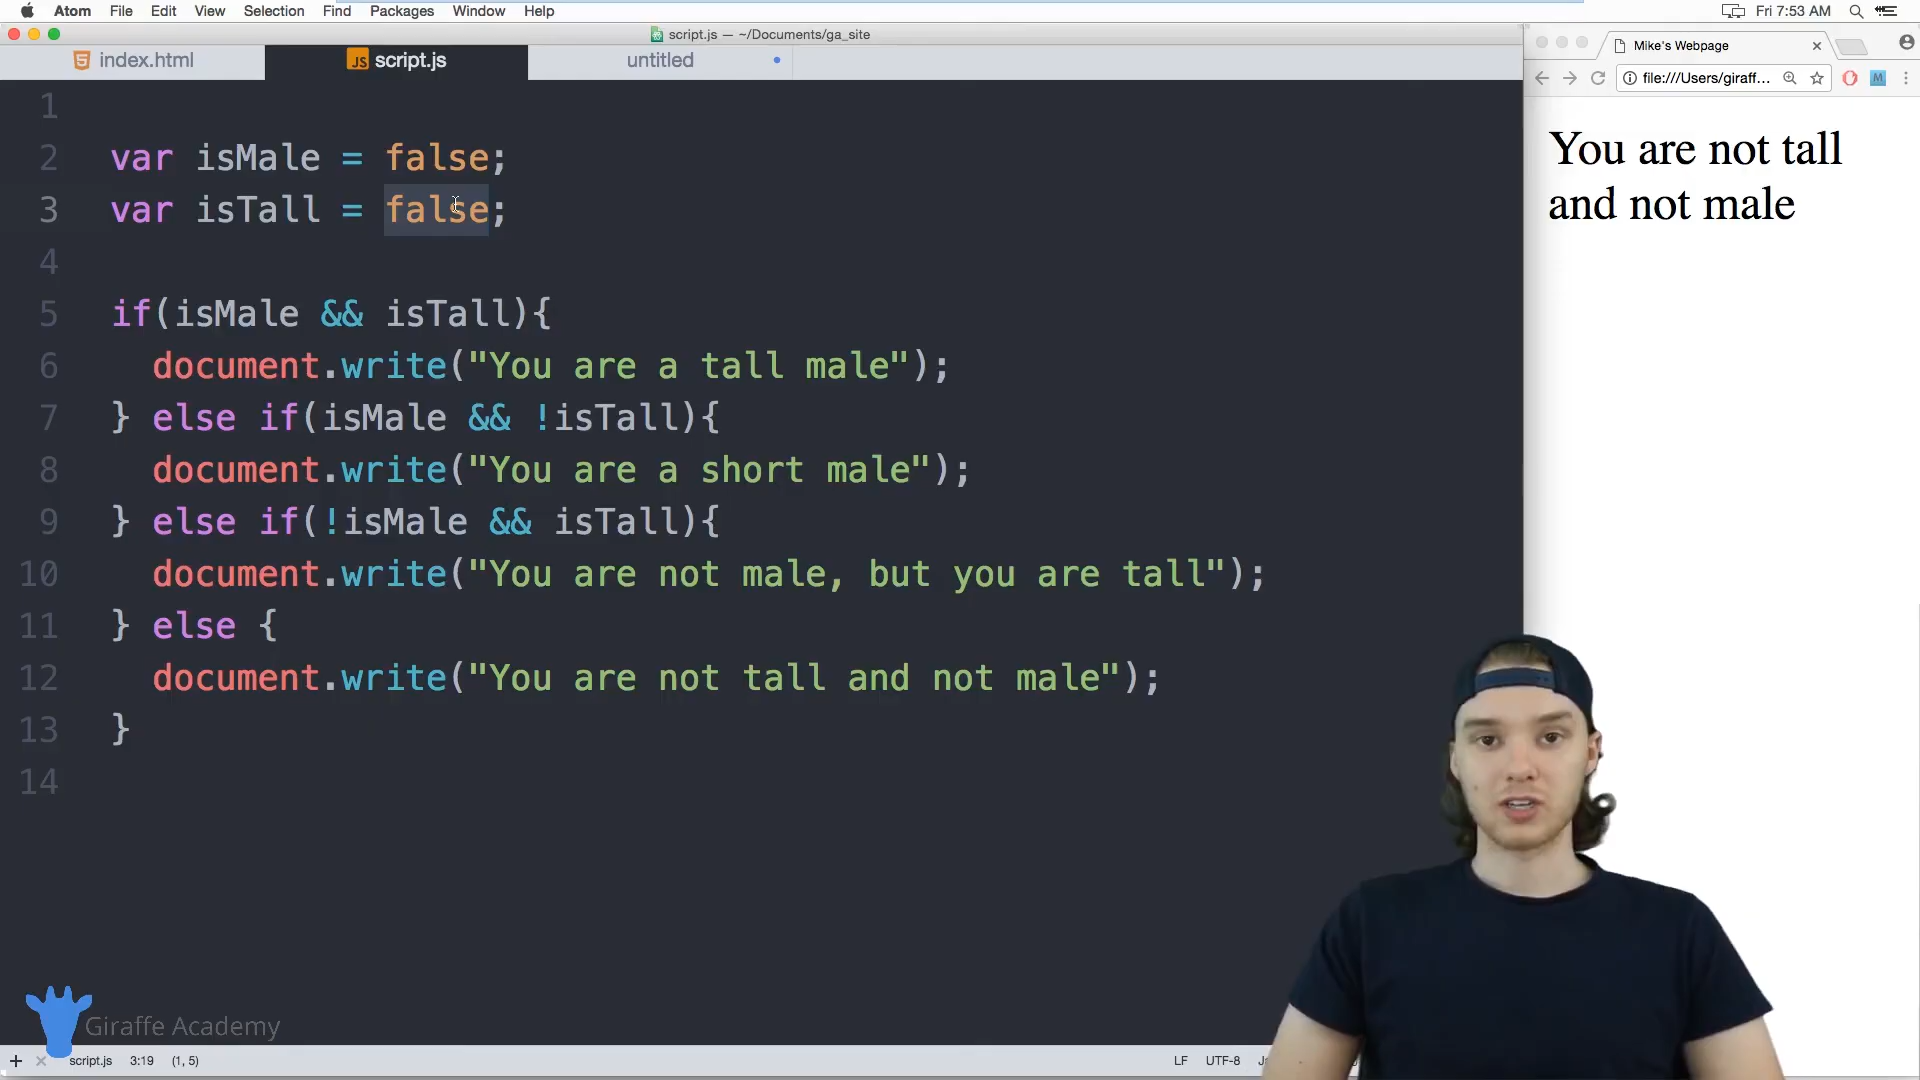 Atom File Edit View Selection Find Packages Window Help
Fri 7:53 AM
script.js — ~/Documents/ga_site
index.html
JS script.js
untitled
Mike's Webpage
file:///Users/giraff...
1
2 var isMale = false;
3 var isTall = false;
4
5 if(isMale && isTall){
6 document.write("You are a tall male");
7 } else if(isMale && !isTall){
8 document.write("You are a short male");
9 } else if(!isMale && isTall){
10 document.write("You are not male, but you are tall");
11 } else {
12 document.write("You are not tall and not male");
13 }
14
You are not tall
and not male
Giraffe Academy
script.js 3:19 (1, 5)
LF UTF-8